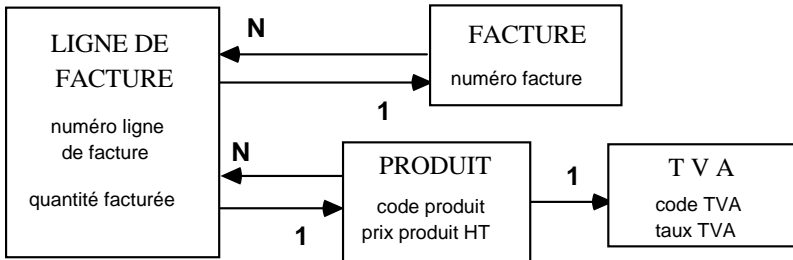 LIGNE DE
FACTURE
numéro ligne
de facture
quantité facturée
N
1
FACTURE
numéro facture
N
1
PRODUIT
code produit
prix produit HT
1
T V A
code TVA
taux TVA